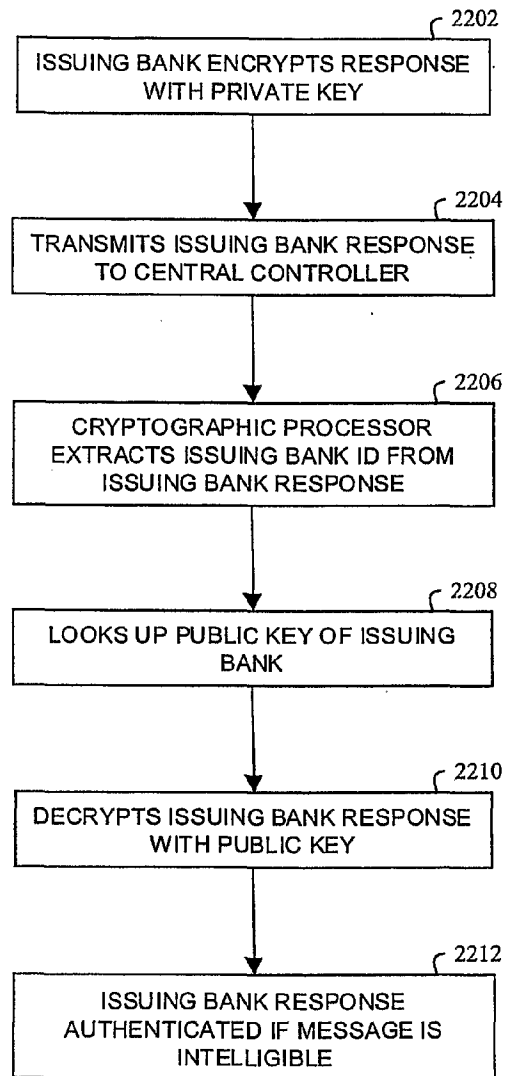 2202
ISSUING BANK ENCRYPTS RESPONSE
WITH PRIVATE KEY
2204
TRANSMITS ISSUING BANK RESPONSE
TO CENTRAL CONTROLLER
2206
CRYPTOGRAPHIC PROCESSOR
EXTRACTS ISSUING BANK ID FROM
ISSUING BANK RESPONSE
2208
LOOKS UP PUBLIC KEY OF ISSUING
BANK
2210
DECRYPTS ISSUING BANK RESPONSE
WITH PUBLIC KEY
2212
ISSUING BANK RESPONSE
AUTHENTICATED IF MESSAGE IS
INTELLIGIBLE